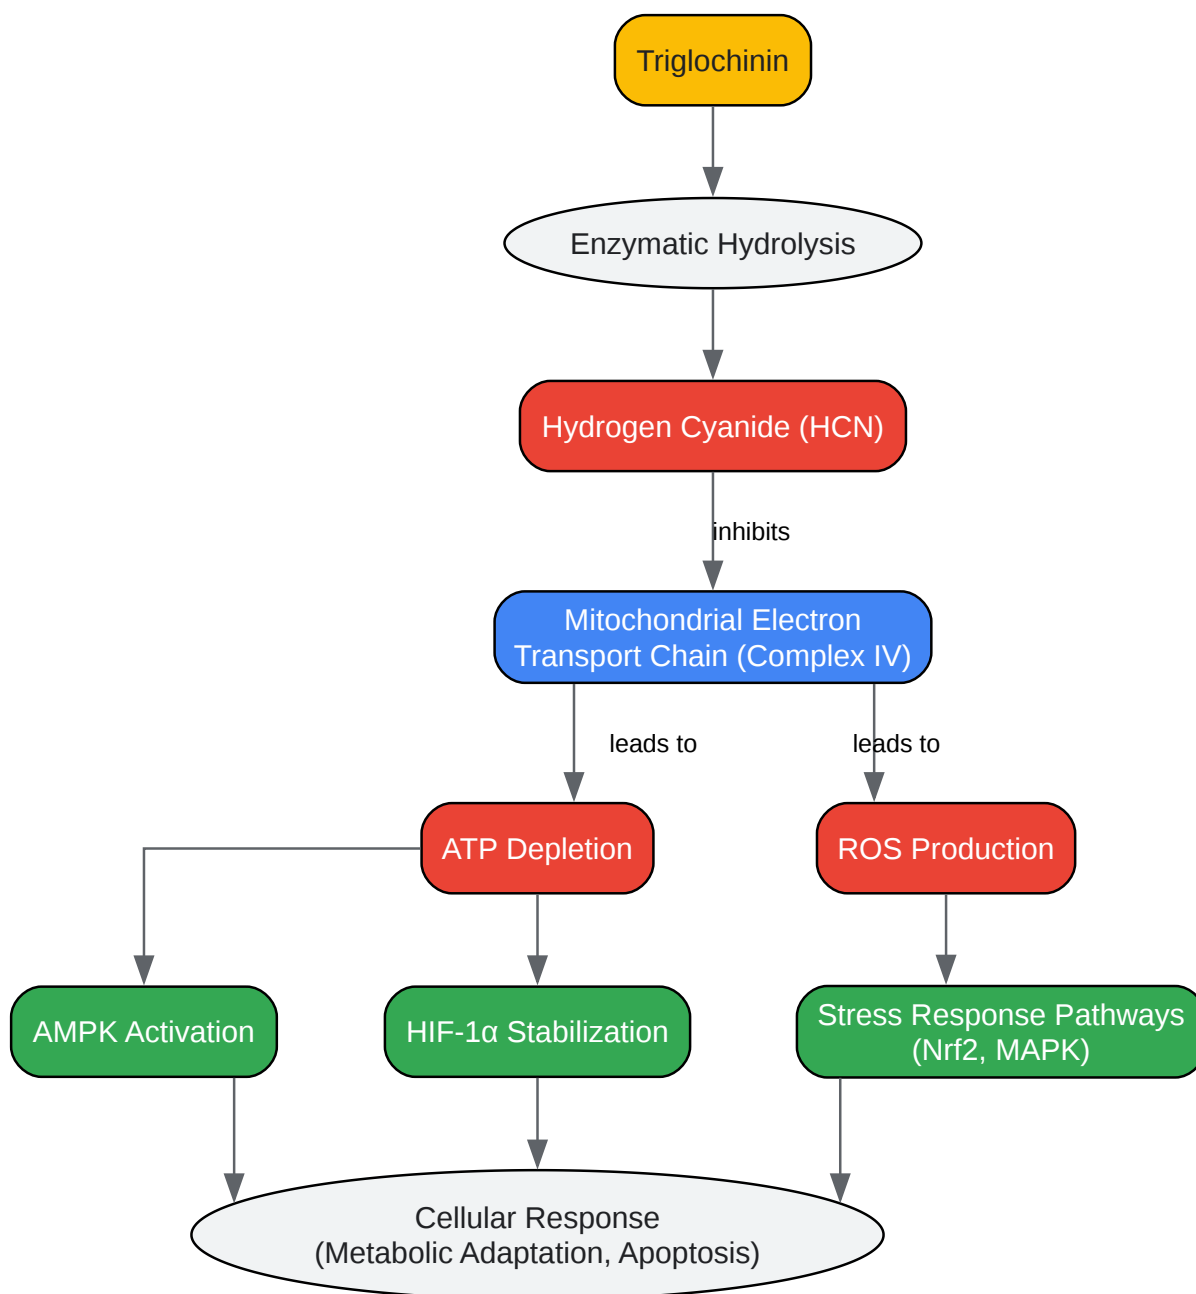 Triglochinin
Enzymatic Hydrolysis
Hydrogen Cyanide (HCN)
inhibits
Mitochondrial Electron
Transport Chain (Complex IV)
leads to
leads to
ATP Depletion
ROS Production
AMPK Activation
HIF-1α Stabilization
Stress Response Pathways
(Nrf2, MAPK)
Cellular Response
(Metabolic Adaptation, Apoptosis)